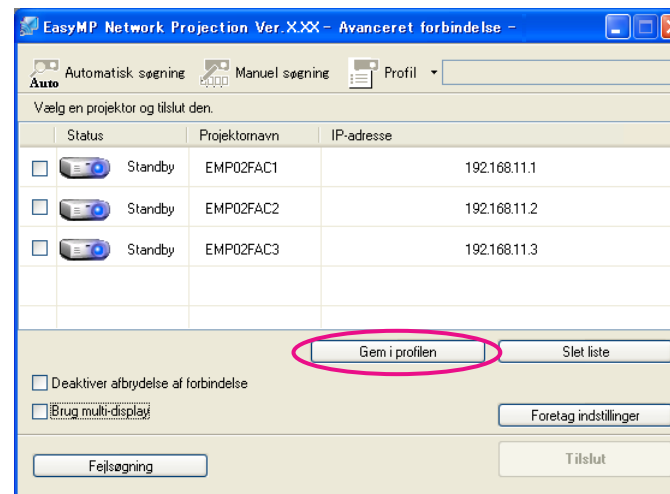 EasyMP Network Projection Ver.X.XX – Avanceret forbindelse –
Auto Automatisk søgning Manuel søgning Profil
Vælg en projektor og tilslut den.
Status Projektornavn IP-adresse
Standby EMP02FAC1 192.168.11.1
Standby EMP02FAC2 192.168.11.2
Standby EMP02FAC3 192.168.11.3
Gem i profilen Slet liste
Deaktiver afbrydelse af forbindelse
Brug multi-display
Foretag indstillinger
Fejlsøgning Tilslut